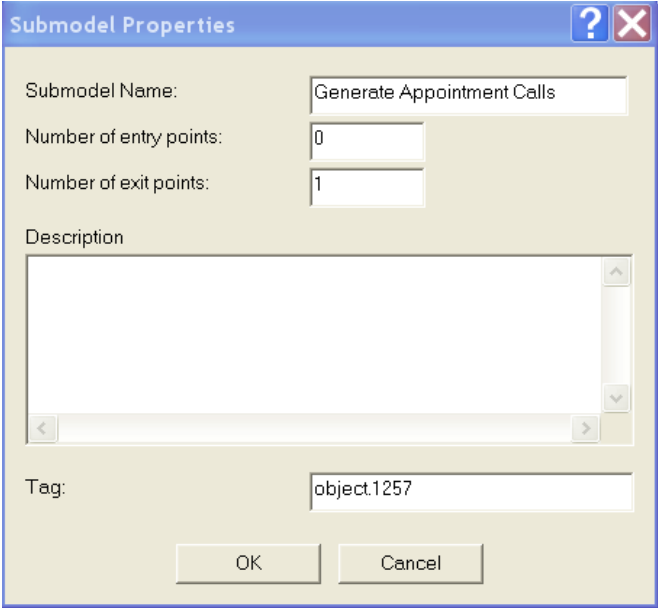 Submodel Properties
Submodel Name: Generate Appointment Calls
Number of entry points: 0
Number of exit points: 1
Description
Tag: object.1257
OK Cancel